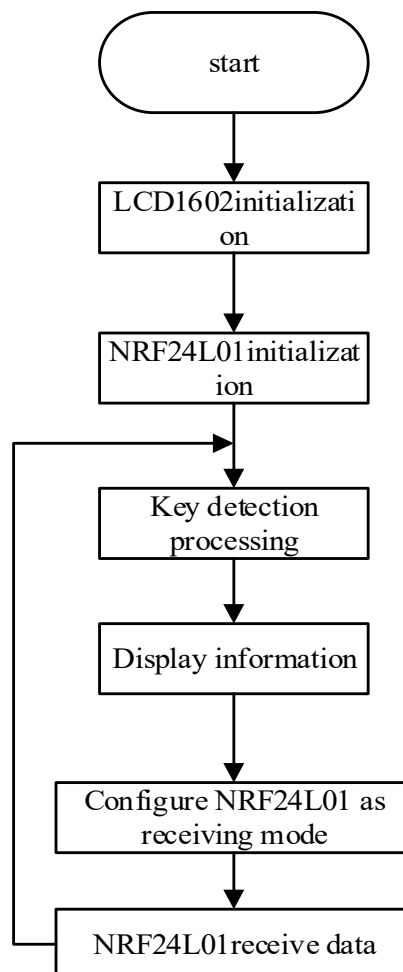 start
LCD1602initializati
on
NRF24L01initializat
ion
Key detection
processing
Display information
Configure NRF24L01 as
receiving mode
NRF24L01receive data